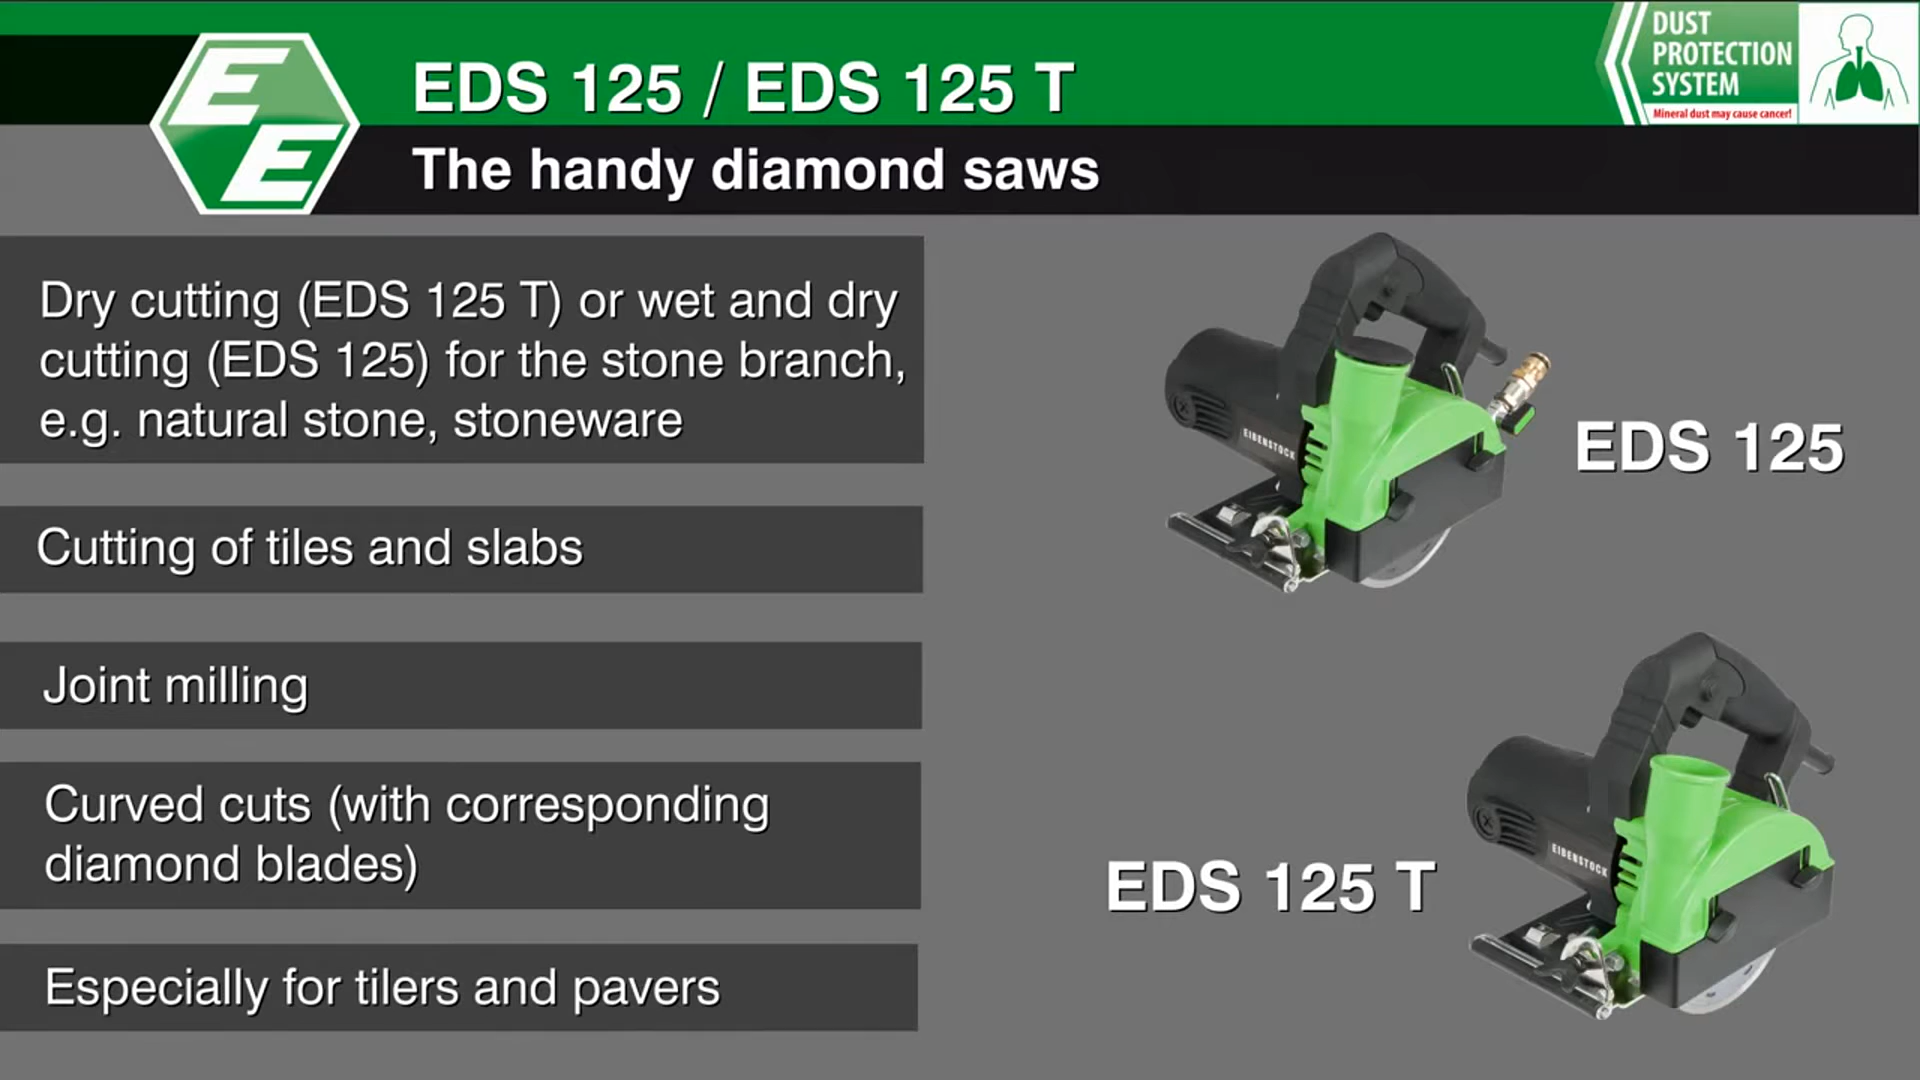 E
E
EDS 125 / EDS 125 T
The handy diamond saws
DUST
PROTECTION
SYSTEM
Mineral dust may cause cancer!
Dry cutting (EDS 125 T) or wet and dry
cutting (EDS 125) for the stone branch,
e.g. natural stone, stoneware
Cutting of tiles and slabs
Joint milling
Curved cuts (with corresponding
diamond blades)
Especially for tilers and pavers
EIBENSTOCK
EDS 125
EIBENSTOCK
EDS 125 T